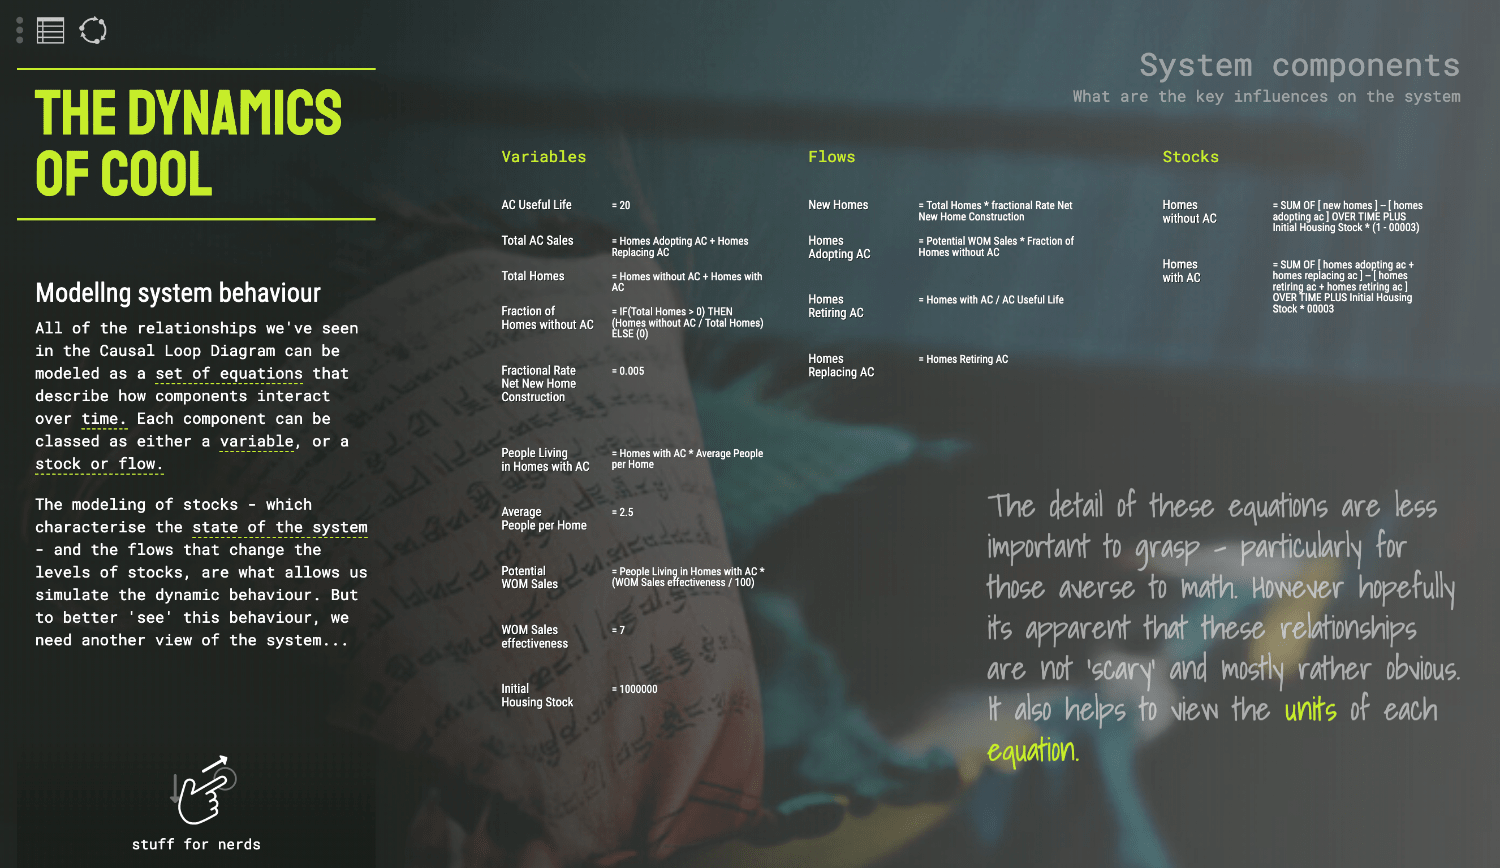 THE DYNAMICS
OF COOL
Modellng system behaviour
All of the relationships we've seen
in the Causal Loop Diagram can be
modeled as a set of equations that
describe how components interact
over time. Each component can be
classed as either a variable, or a
stock or flow.
The modeling of stocks - which
characterise the state of the system
- and the flows that change the
levels of stocks, are what allows us
simulate the dynamic behaviour. But
to better 'see' this behaviour, we
need another view of the system...
stuff for nerds
System components
What are the key influences on the system
Variables
AC Useful Life
= 20
Total AC Sales
= Homes Adopting AC + Homes
Replacing AC
Total Homes
= Homes without AC + Homes with
AC
Fraction of
Homes without AC
= IF(Total Homes > 0) THEN
(Homes without AC / Total Homes)
ELSE (0)
Fractional Rate
Net New Home
Construction
= 0.005
People Living
in Homes with AC
= Homes with AC * Average People
per Home
Average
People per Home
= 2.5
Potential
WOM Sales
= People Living in Homes with AC *
(WOM Sales effectiveness / 100)
WOM Sales
effectiveness
= 7
Initial
Housing Stock
= 1000000
Flows
New Homes
= Total Homes * fractional Rate Net
New Home Construction
Homes
Adopting AC
= Potential WOM Sales * Fraction of
Homes without AC
Homes
Retiring AC
= Homes with AC / AC Useful Life
Homes
Replacing AC
= Homes Retiring AC
Stocks
Homes
without AC
= SUM OF [ new homes ] – [ homes
adopting ac ] OVER TIME PLUS
Initial Housing Stock * (1 - 00003)
Homes
with AC
= SUM OF [ homes adopting ac +
homes replacing ac ] – [ homes
retiring ac + homes retiring ac ]
OVER TIME PLUS Initial Housing
Stock * 00003
The detail of these equations are less
important to grasp - particularly for
those averse to math. However hopefully
its apparent that these relationships
are not 'scary' and mostly rather obvious.
It also helps to view the units of each
equation.